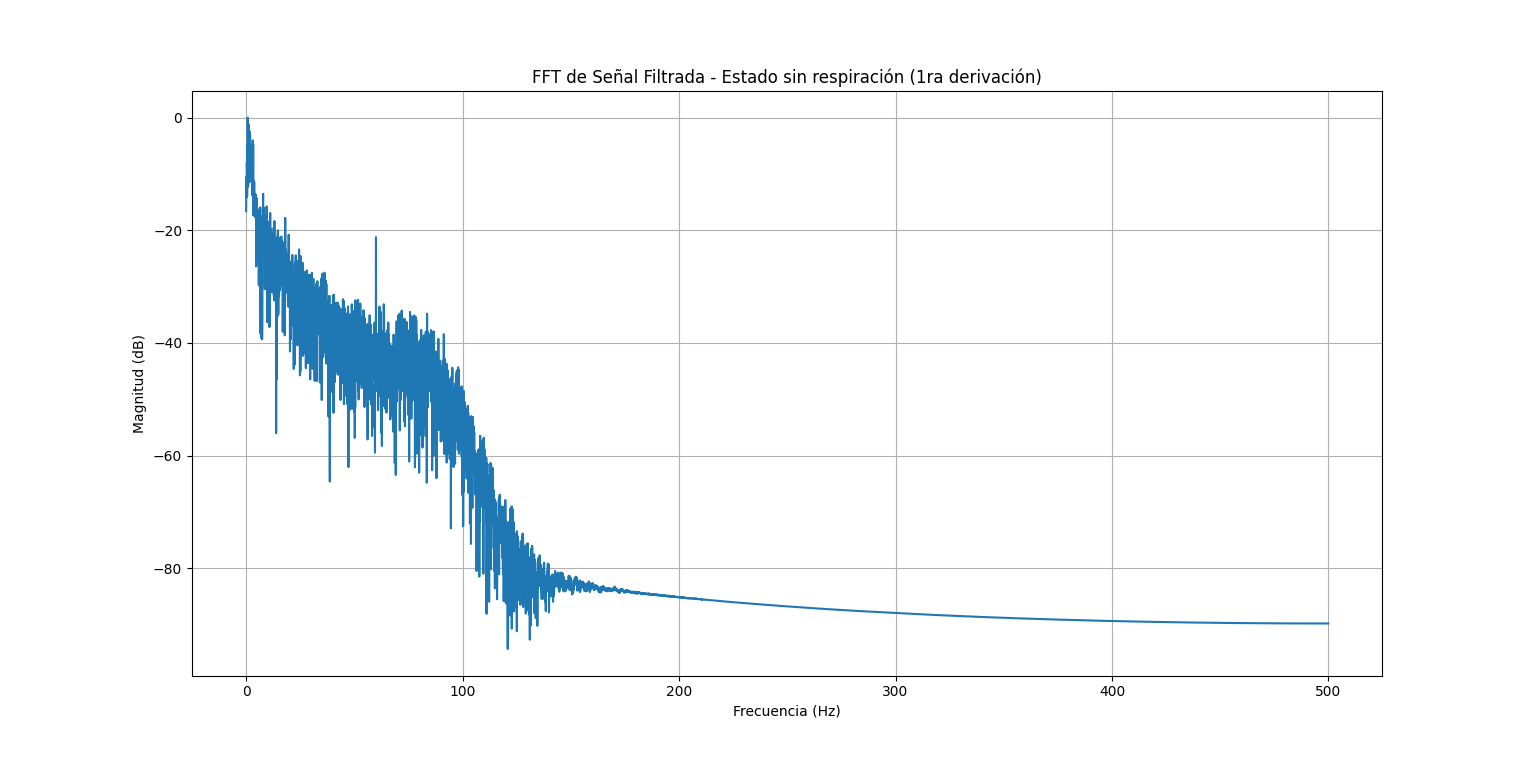 FFT de Señal Filtrada - Estado sin respiración (1ra derivación)
Magnitud (dB)
0
−20
−40
−60
−80
0 100 200 300 400 500
Frecuencia (Hz)